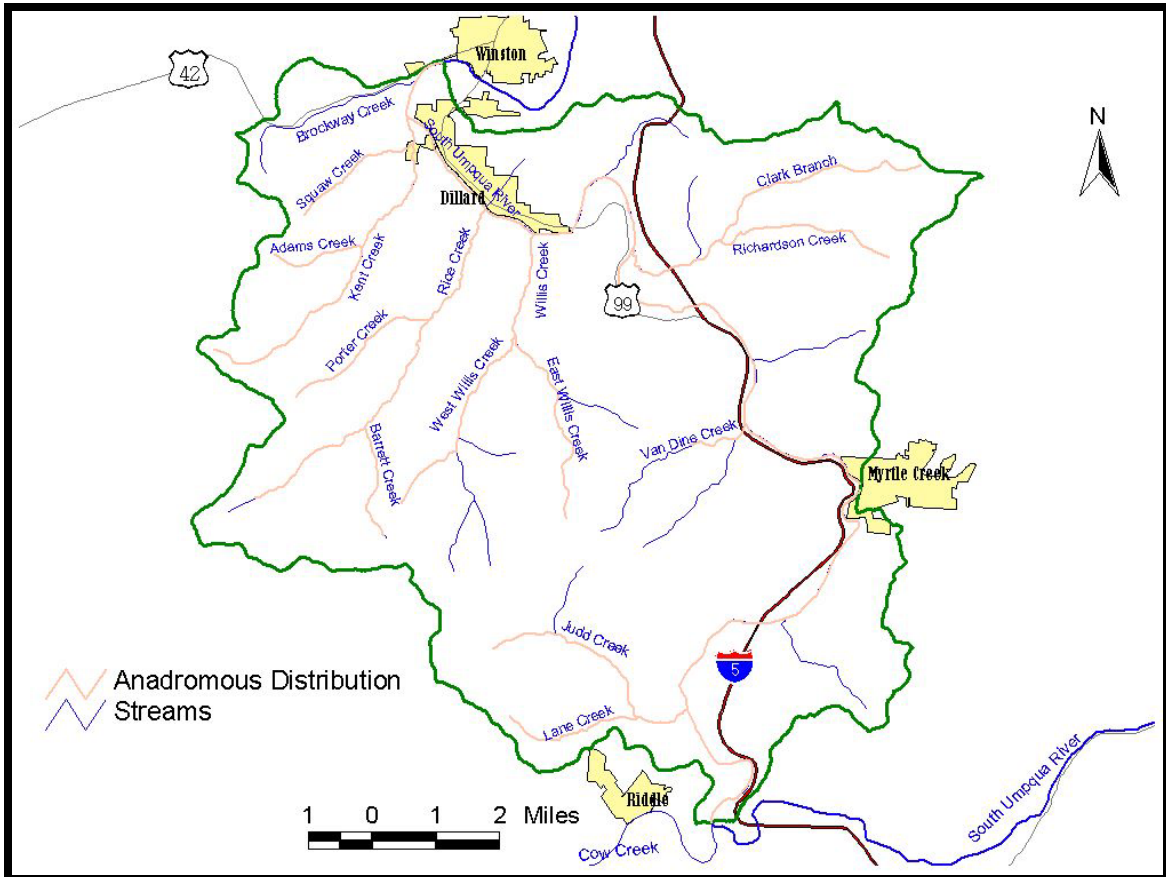 Winston
42
N
Brockway Creek
South Umpqua River
Clark Branch
Squaw Creek
Dillard
Adams Creek
Richardson Creek
Kent Creek
Rice Creek
Willis Creek
99
Porter Creek
West Willis Creek
East Willis Creek
Van Dine Creek
Barrett Creek
Myrtle Creek
Judd Creek
5
Anadromous Distribution
Streams
Lane Creek
South Umpqua River
Riddle
1 0 1 2 Miles
Cow Creek